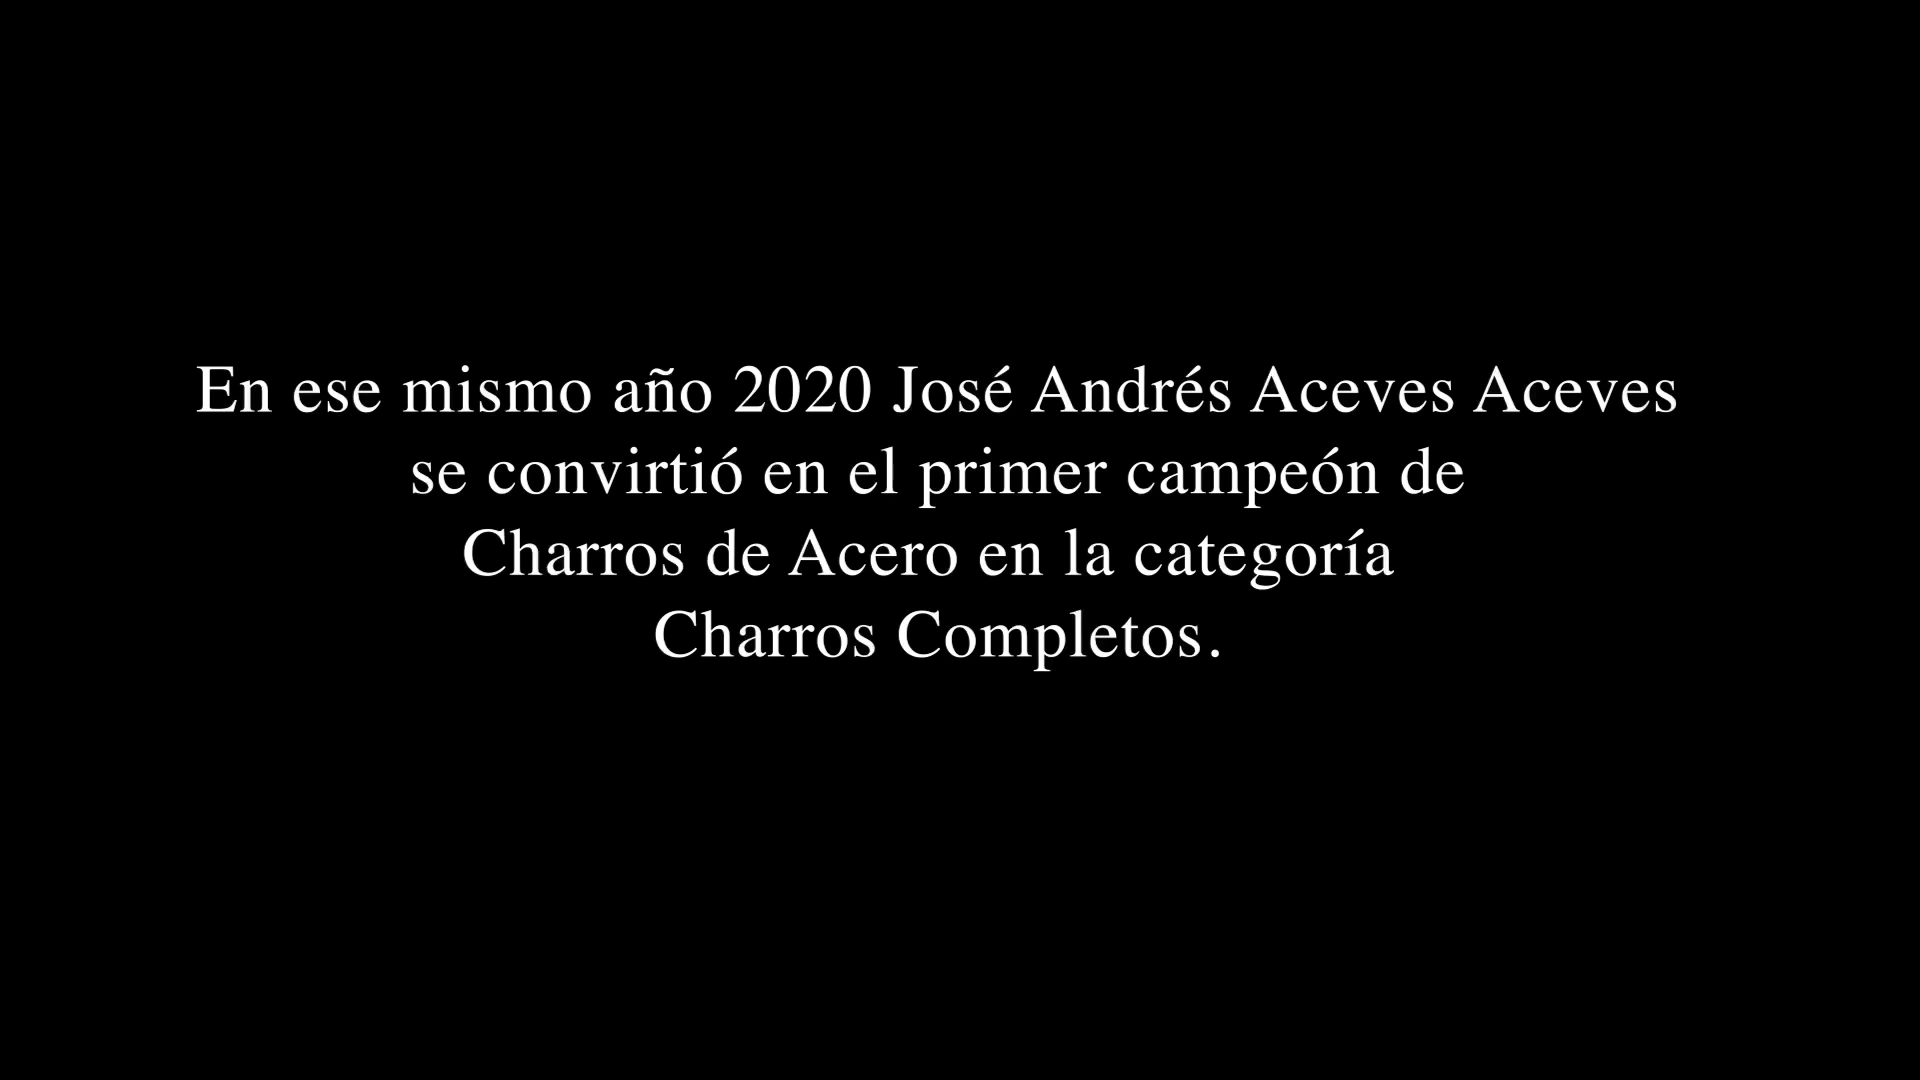 En ese mismo año 2020 José Andrés Aceves Aceves
se convirtió en el primer campeón de
Charros de Acero en la categoría
Charros Completos.